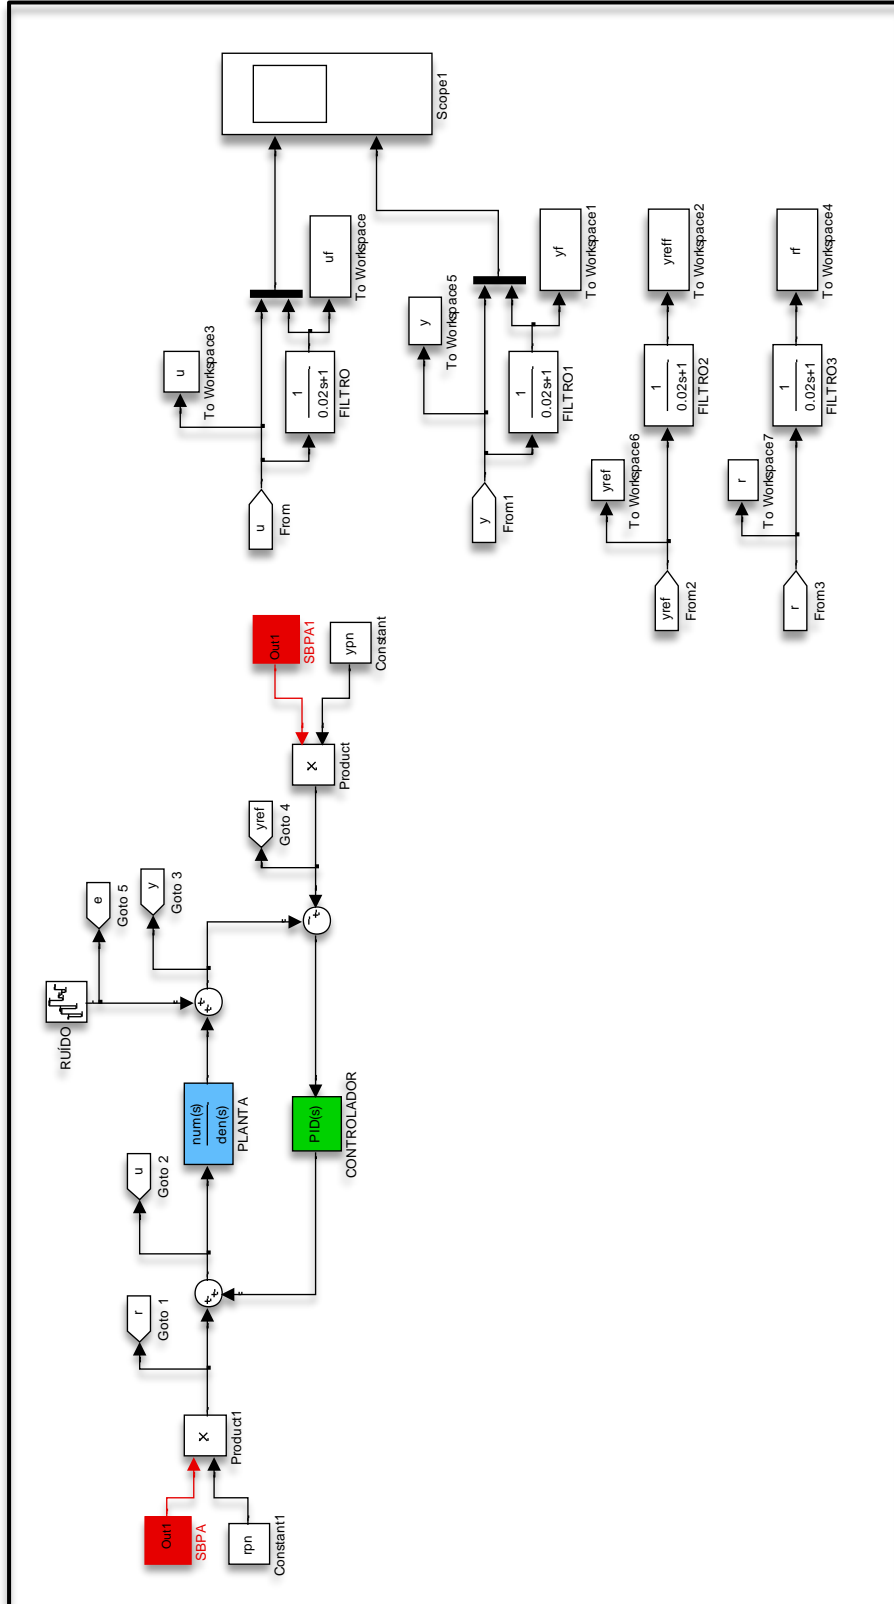 Out1
SBPA
rpn
Constant1
x
Product1
r
Goto 1
u
Goto 2
num(s)
den(s)
PLANTA
RUÍDO
e
Goto 5
y
Goto 3
PID(s)
CONTROLADOR
yref
Goto 4
x
Product
Out1
SBPA1
ypn
Constant
u
From
u
To Workspace3
1
0.02s+1
FILTRO
uf
To Workspace
Scope1
y
From1
y
To Workspace5
1
0.02s+1
FILTRO1
yf
To Workspace1
yref
From2
yref
To Workspace6
1
0.02s+1
FILTRO2
yreff
To Workspace2
r
From3
r
To Workspace7
1
0.02s+1
FILTRO3
rf
To Workspace4